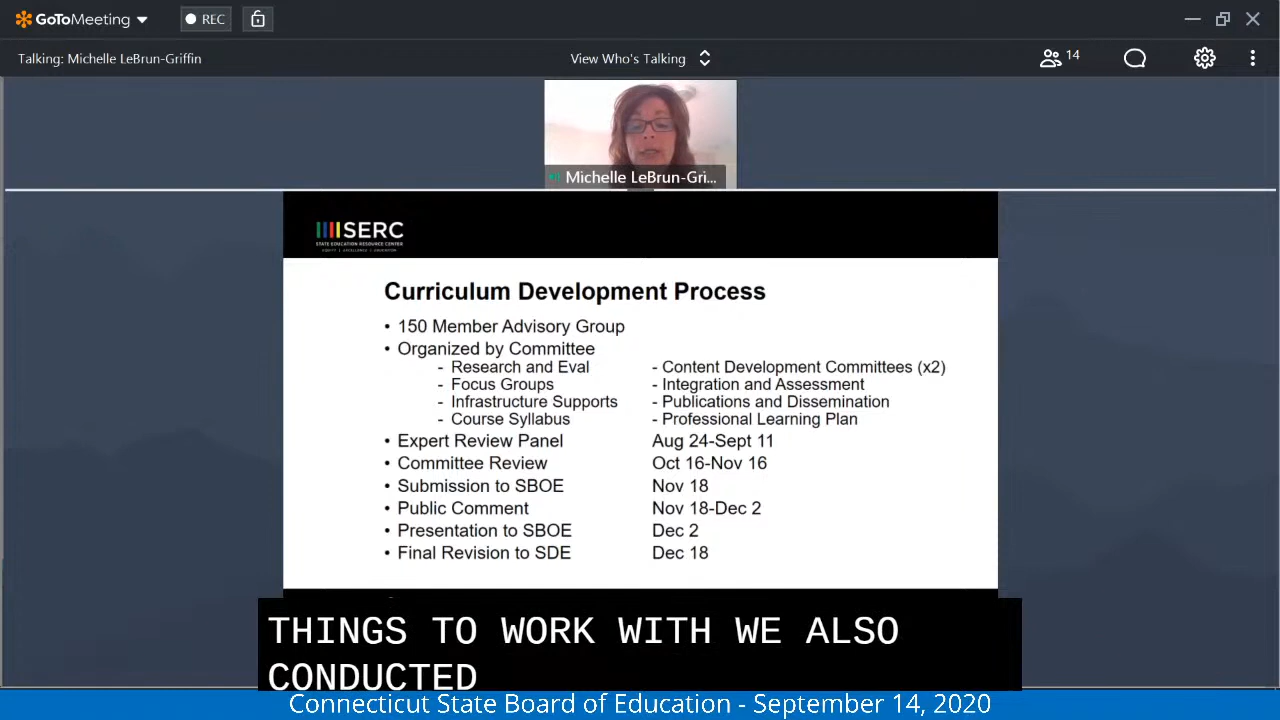 GoToMeeting
REC
Talking: Michelle LeBrun-Griffin
View Who's Talking
14
Michelle LeBrun-Gri...
SERC
STATE EDUCATION RESOURCE CENTER
EQUITY | EXCELLENCE | EDUCATION
Curriculum Development Process
• 150 Member Advisory Group
• Organized by Committee
- Research and Eval - Content Development Committees (x2)
- Focus Groups - Integration and Assessment
- Infrastructure Supports - Publications and Dissemination
- Course Syllabus - Professional Learning Plan
• Expert Review Panel Aug 24-Sept 11
• Committee Review Oct 16-Nov 16
• Submission to SBOE Nov 18
• Public Comment Nov 18-Dec 2
• Presentation to SBOE Dec 2
• Final Revision to SDE Dec 18
THINGS TO WORK WITH WE ALSO
CONDUCTED
Connecticut State Board of Education - September 14, 2020